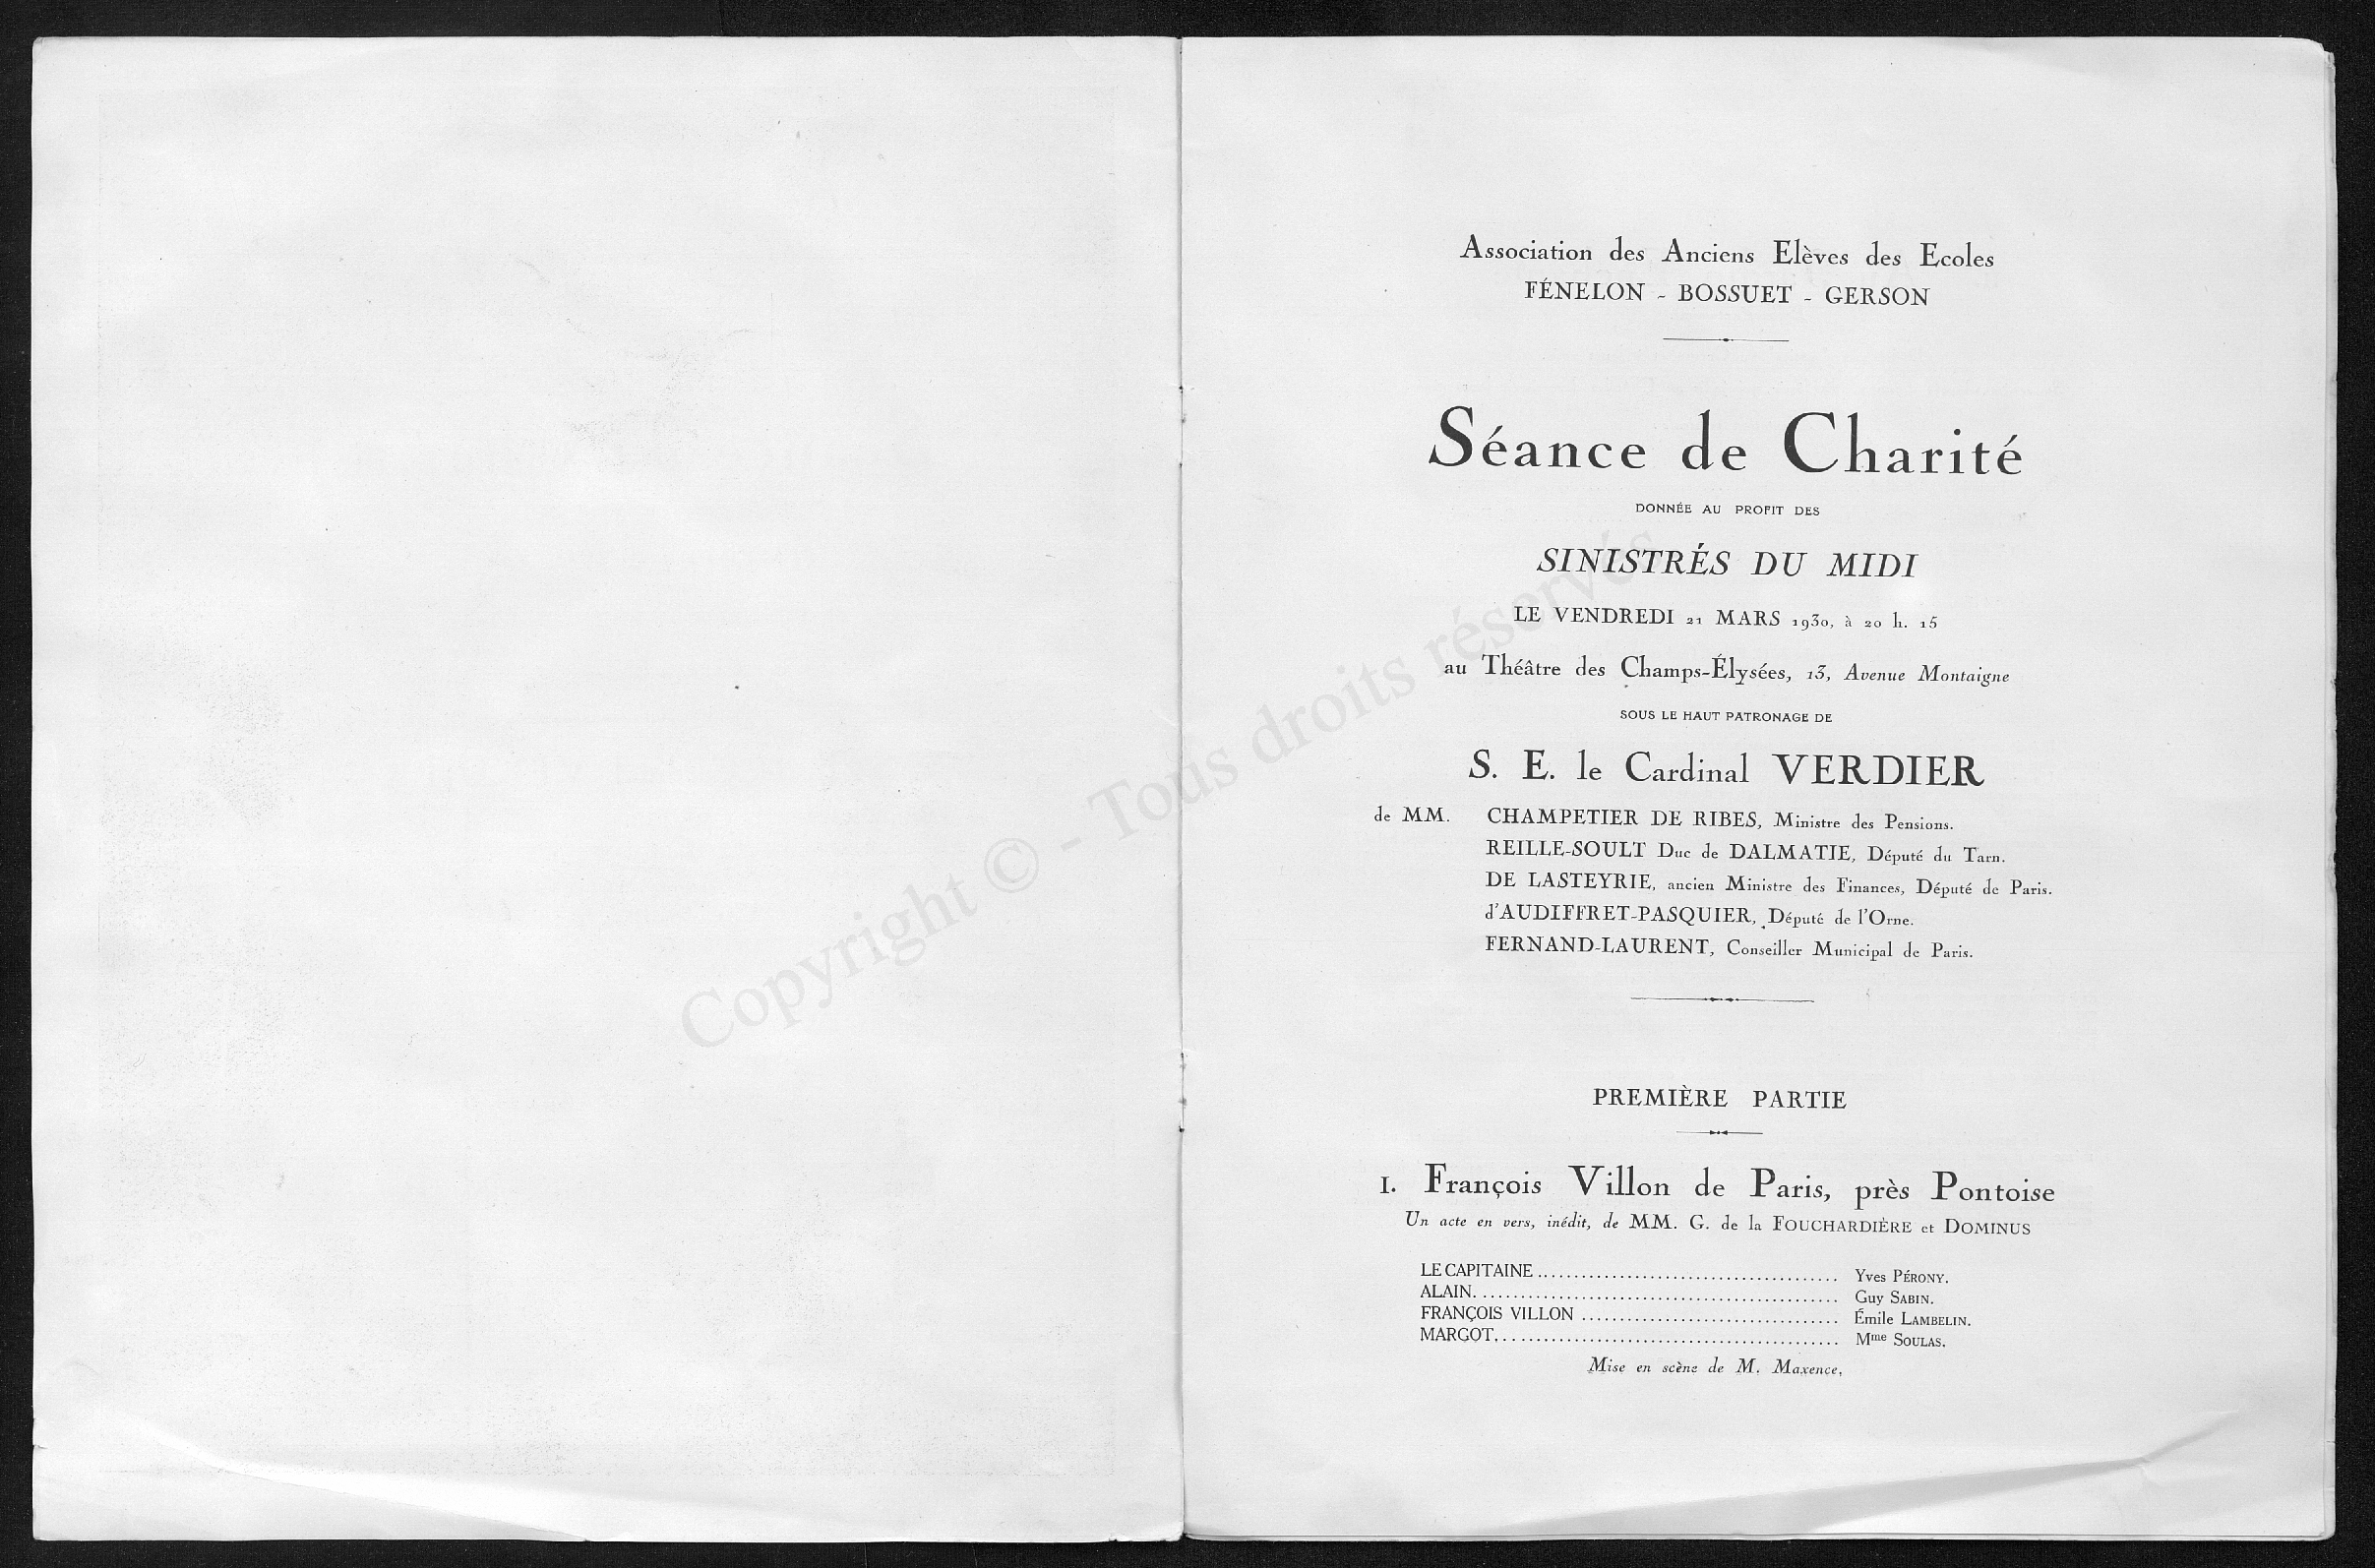 Association des Anciens Elèves des Ecoles
FÉNELON - BOSSUET - GERSON
Séance de Charité
DONNÉE AU PROFIT DES
SINISTRÉS DU MIDI
LE VENDREDI 21 MARS 1930, à 20 h. 15
au Théâtre des Champs-Élysées, 13, Avenue Montaigne
SOUS LE HAUT PATRONAGE DE
S. E. le Cardinal VERDIER
de MM. CHAMPETIER DE RIBES, Ministre des Pensions.
REILLE-SOULT Duc de DALMATIE, Député du Tarn.
DE LASTEYRIE, ancien Ministre des Finances, Député de Paris.
d'AUDIFFRET-PASQUIER, Député de l'Orne.
FERNAND-LAURENT, Conseiller Municipal de Paris.
PREMIÈRE PARTIE
I. François Villon de Paris, près Pontoise
Un acte en vers, inédit, de MM. G. de la FOUCHARDIÈRE et DOMINUS
LE CAPITAINE ........................................ Yves PÉRONY.
ALAIN................................................ Guy SABIN.
FRANÇOIS VILLON .................................. Émile LAMBELIN.
MARGOT.............................................. Mme SOULAS.
Mise en scène de M. Maxence.
Copyright © - Tous droits réservés